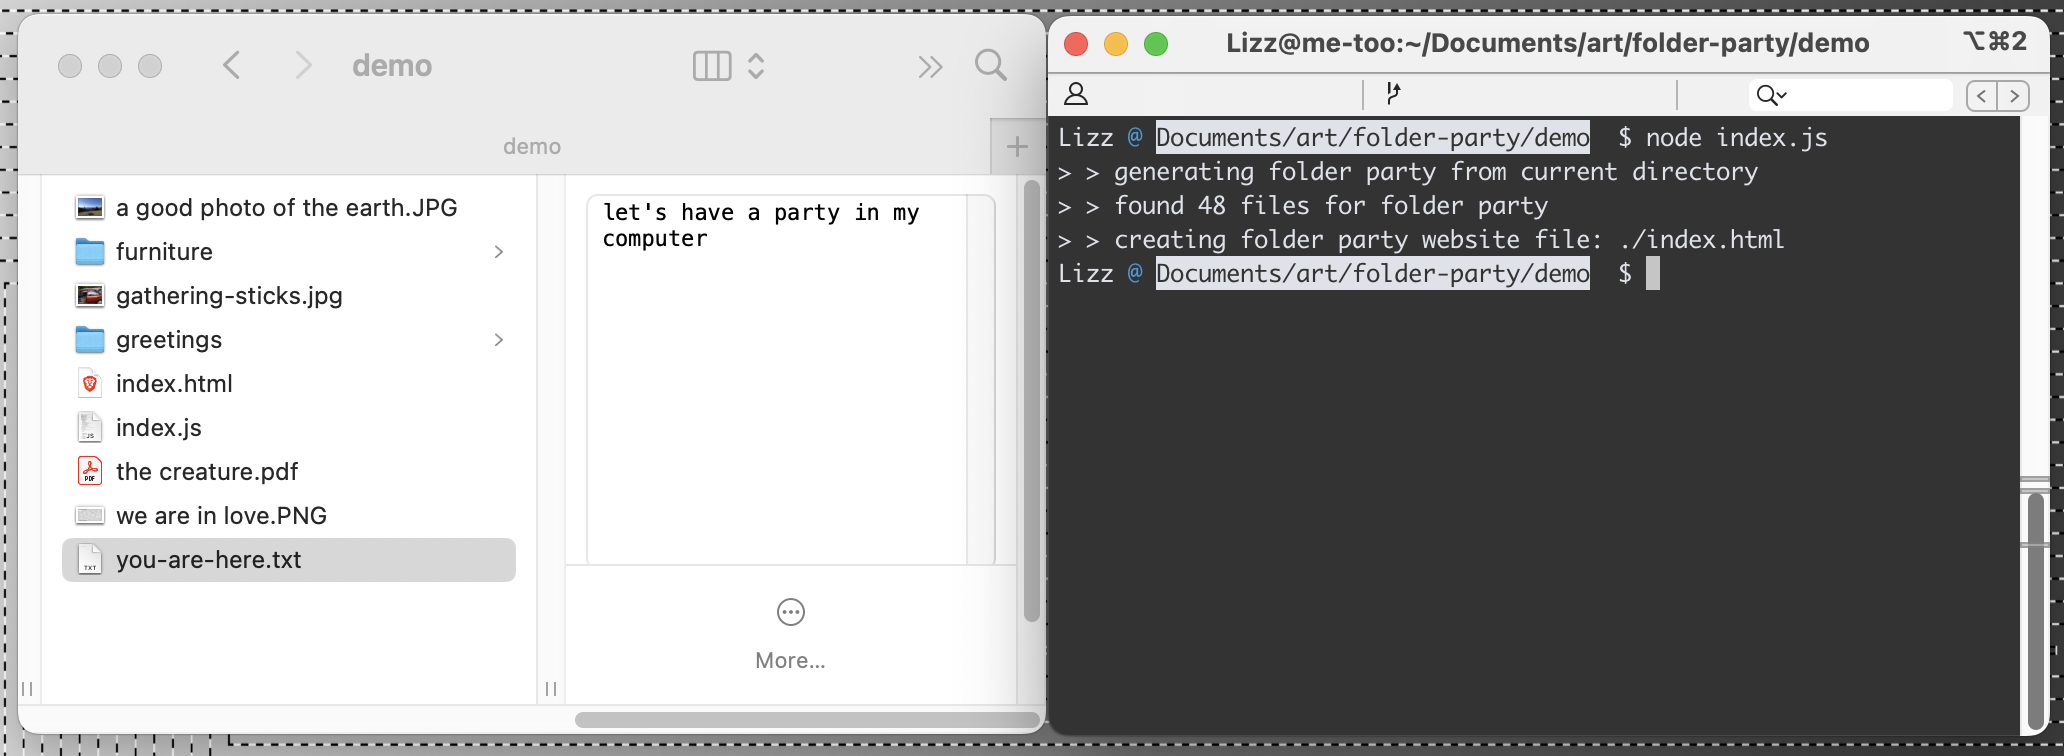 demo
demo
a good photo of the earth.JPG
furniture
gathering-sticks.jpg
greetings
index.html
index.js
the creature.pdf
we are in love.PNG
you-are-here.txt
let's have a party in my
computer
More...
Lizz@me-too:~/Documents/art/folder-party/demo
⌥⌘2
Lizz @ Documents/art/folder-party/demo $ node index.js
> > generating folder party from current directory
> > found 48 files for folder party
> > creating folder party website file: ./index.html
Lizz @ Documents/art/folder-party/demo $
JS
PDF
TXT